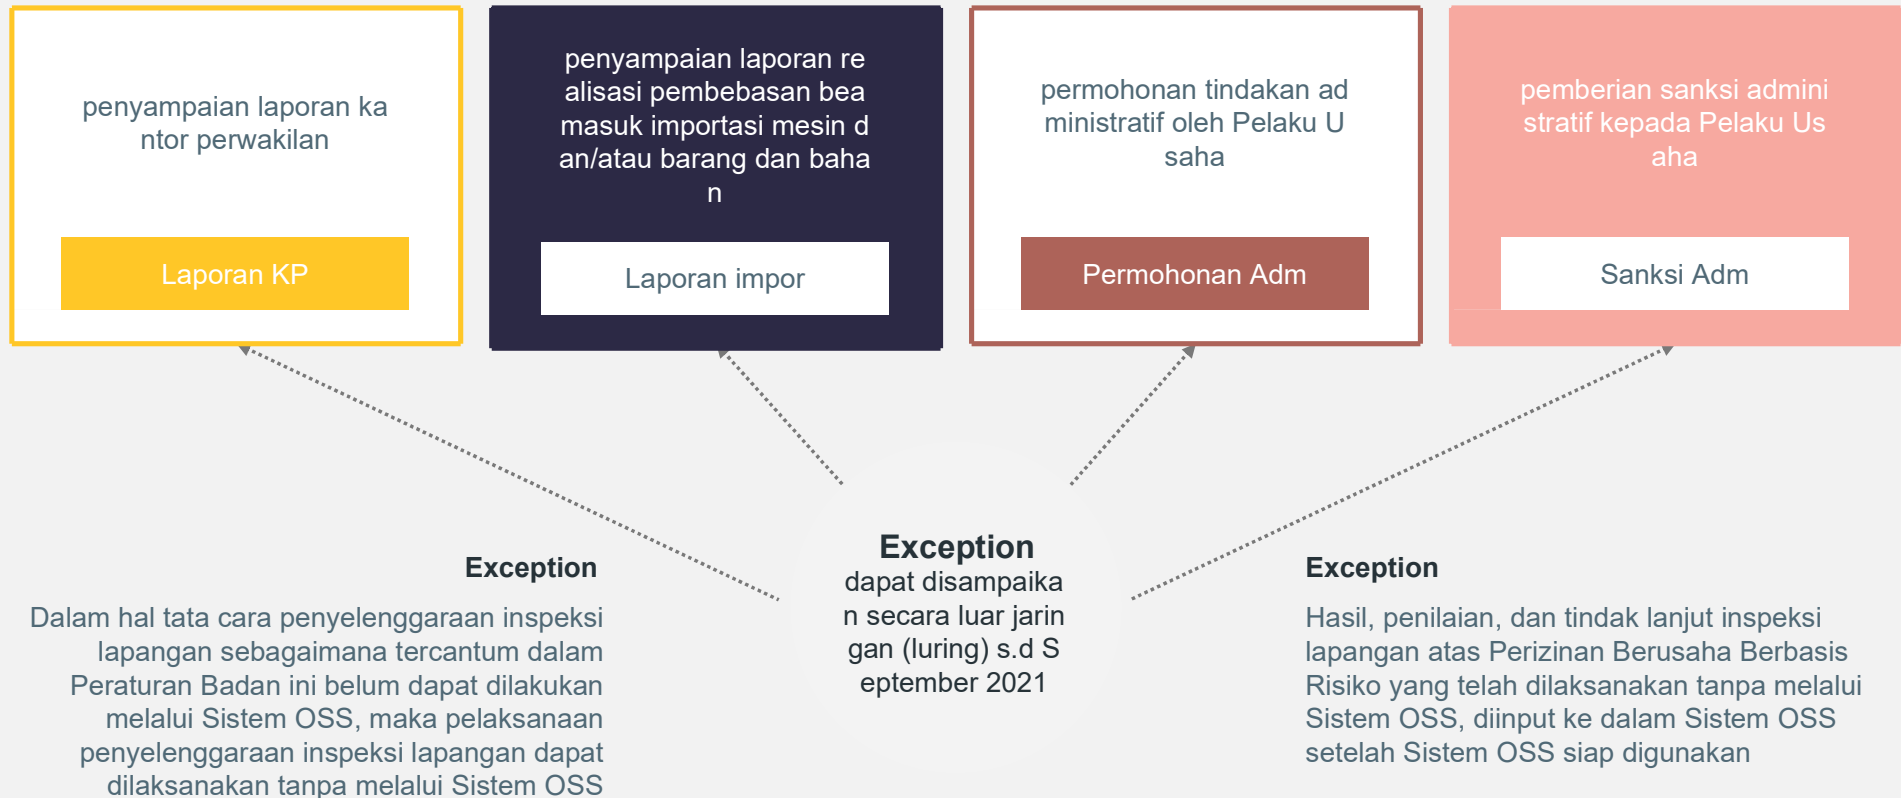 penyampaian laporan ka
ntor perwakilan
Laporan KP
penyampaian laporan re
alisasi pembebasan bea
masuk importasi mesin d
an/atau barang dan baha
n
Laporan impor
permohonan tindakan ad
ministratif oleh Pelaku U
saha
Permohonan Adm
pemberian sanksi admini
stratif kepada Pelaku Us
aha
Sanksi Adm
Exception
Dalam hal tata cara penyelenggaraan inspeksi
lapangan sebagaimana tercantum dalam
Peraturan Badan ini belum dapat dilakukan
melalui Sistem OSS, maka pelaksanaan
penyelenggaraan inspeksi lapangan dapat
dilaksanakan tanpa melalui Sistem OSS
Exception
dapat disampaika
n secara luar jarin
gan (luring) s.d S
eptember 2021
Exception
Hasil, penilaian, dan tindak lanjut inspeksi
lapangan atas Perizinan Berusaha Berbasis
Risiko yang telah dilaksanakan tanpa melalui
Sistem OSS, diinput ke dalam Sistem OSS
setelah Sistem OSS siap digunakan